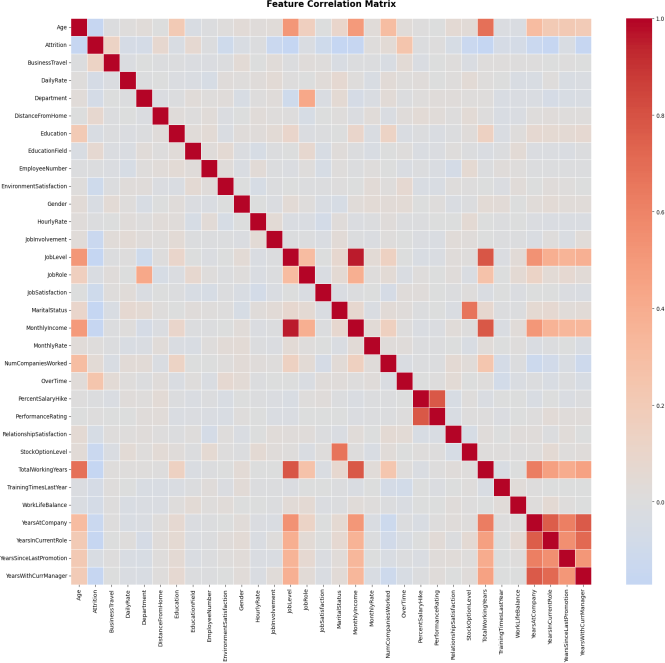 Feature Correlation Matrix
Age
Attrition
BusinessTravel
DailyRate
Department
DistanceFromHome
Education
EducationField
EmployeeNumber
EnvironmentSatisfaction
Gender
HourlyRate
JobInvolvement
JobLevel
JobRole
JobSatisfaction
MaritalStatus
MonthlyIncome
MonthlyRate
NumCompaniesWorked
OverTime
PercentSalaryHike
PerformanceRating
RelationshipSatisfaction
StockOptionLevel
TotalWorkingYears
TrainingTimesLastYear
WorkLifeBalance
YearsAtCompany
YearsInCurrentRole
YearsSinceLastPromotion
YearsWithCurrManager
Age
Attrition
BusinessTravel
DailyRate
Department
DistanceFromHome
Education
EducationField
EmployeeNumber
EnvironmentSatisfaction
Gender
HourlyRate
JobInvolvement
JobLevel
JobRole
JobSatisfaction
MaritalStatus
MonthlyIncome
MonthlyRate
NumCompaniesWorked
OverTime
PercentSalaryHike
PerformanceRating
RelationshipSatisfaction
StockOptionLevel
TotalWorkingYears
TrainingTimesLastYear
WorkLifeBalance
YearsAtCompany
YearsInCurrentRole
YearsSinceLastPromotion
YearsWithCurrManager
1.0
0.8
0.6
0.4
0.2
0.0